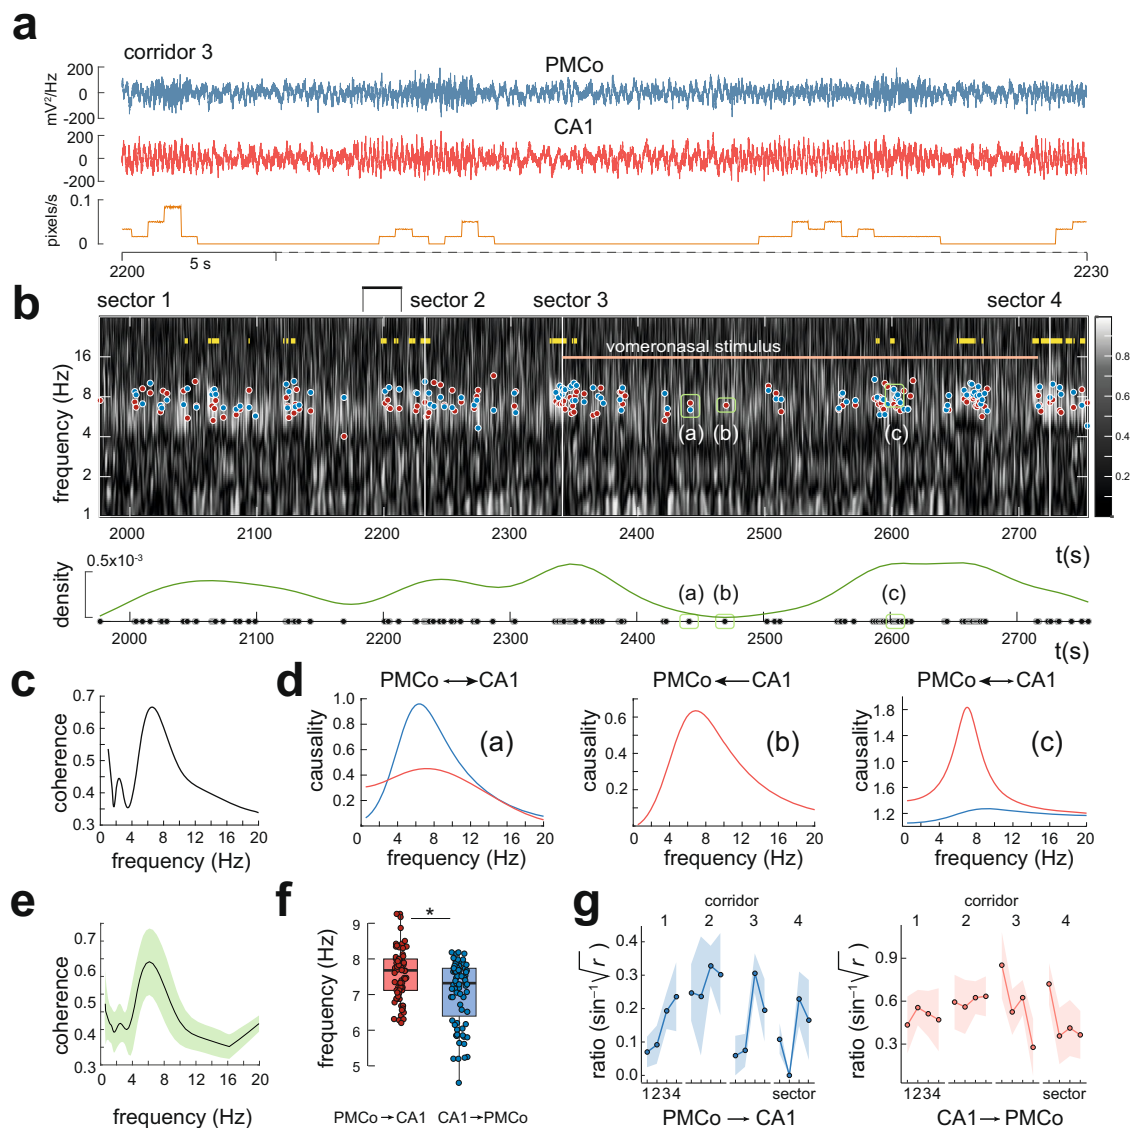 a
corridor 3
PMCo
mV²/Hz
200
0
-200
CA1
200
0
-200
pixels/s
0.1
0
2200
5 s
2230
b
sector 1
sector 2
sector 3
sector 4
vomeronasal stimulus
frequency (Hz)
16
8
4
2
1
(a)
(b)
(c)
0.8
0.6
0.4
0.2
2000
2100
2200
2300
2400
2500
2600
2700
t(s)
density
0.5x10⁻³
(a)
(b)
(c)
2000
2100
2200
2300
2400
2500
2600
2700
t(s)
c
coherence
0.7
0.6
0.5
0.4
0.3
0 4 8 12 16 20
frequency (Hz)
d
PMCo ↔ CA1
causality
1.0
0.8
0.6
0.4
0.2
(a)
0 4 8 12 16 20
frequency (Hz)
PMCo ← CA1
causality
0.6
0.4
0.2
(b)
0 4 8 12 16 20
frequency (Hz)
PMCo ↔ CA1
causality
1.8
1.6
1.4
1.2
(c)
0 4 8 12 16 20
frequency (Hz)
e
coherence
0.7
0.6
0.5
0.4
0.3
0 4 8 12 16 20
frequency (Hz)
f
frequency (Hz)
9
8
7
6
5
*
PMCo → CA1
CA1 → PMCo
g
corridor
1 2 3 4
ratio (sin⁻¹√r )
0.4
0.3
0.2
0.1
0.0
1234
sector
PMCo → CA1
corridor
1 2 3 4
ratio (sin⁻¹√r )
0.9
0.6
0.3
1234
sector
CA1 → PMCo